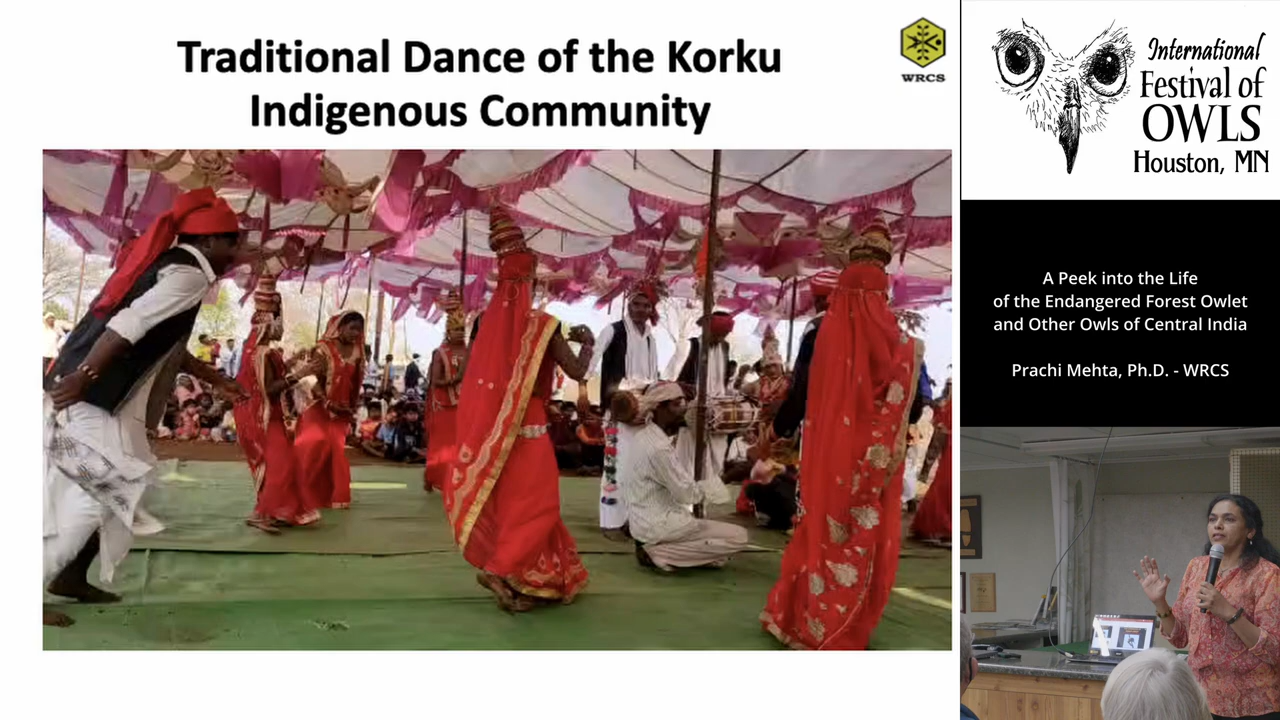 Traditional Dance of the Korku
Indigenous Community
WRCS
International
Festival of
OWLS
Houston, MN
A Peek into the Life
of the Endangered Forest Owlet
and Other Owls of Central India
Prachi Mehta, Ph.D. - WRCS